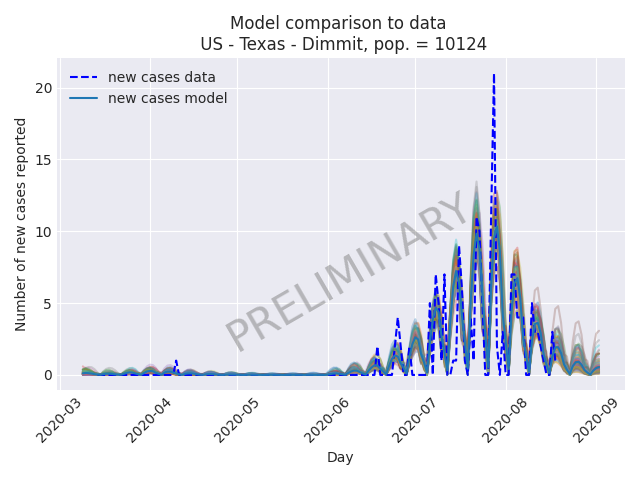 Model comparison to data
US - Texas - Dimmit, pop. = 10124
new cases data
new cases model
Number of new cases reported
20
15
10
5
0
PRELIMINARY
2020-03
2020-04
2020-05
2020-06
2020-07
2020-08
2020-09
Day